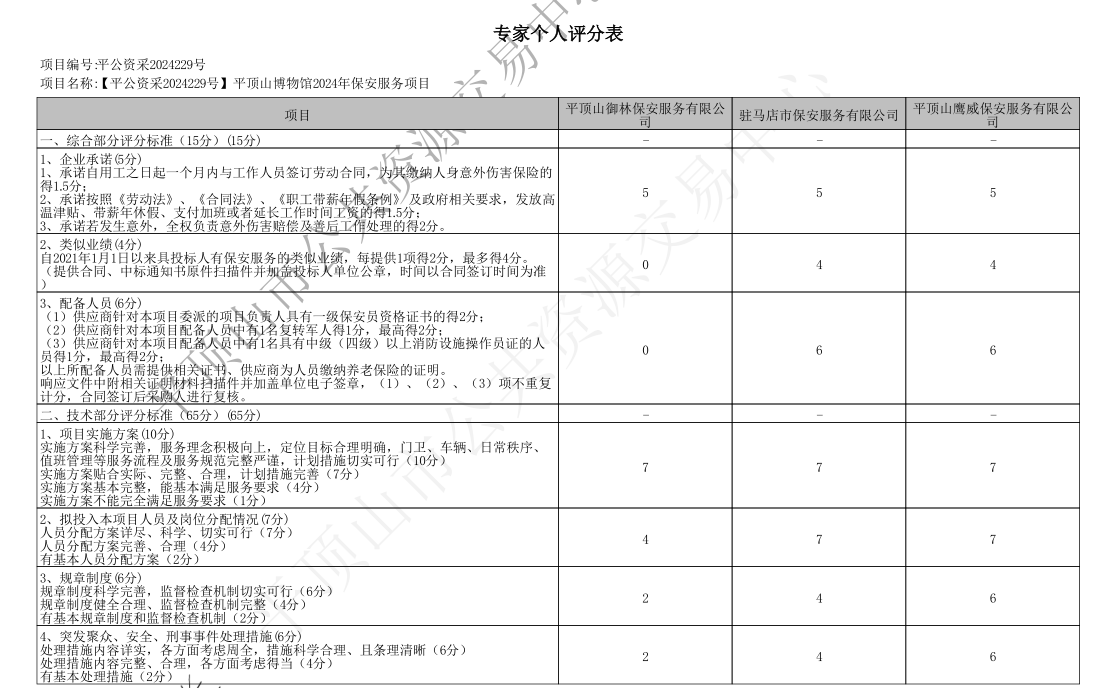 专家个人评分表
项目编号:平公资采2024229号
项目名称:【平公资采2024229号】平顶山博物馆2024年保安服务项目
项目 平顶山御林保安服务有限公司 驻马店市保安服务有限公司 平顶山鹰威保安服务有限公司
一、综合部分评分标准（15分）(15分) - - -
1、企业承诺(5分)
1、承诺自用工之日起一个月内与工作人员签订劳动合同，为其缴纳人身意外伤害保险的
得1.5分；
2、承诺按照《劳动法》、《合同法》、《职工带薪年假条例》及政府相关要求，发放高
温津贴、带薪年休假、支付加班或者延长工作时间工资的得1.5分；
3、承诺若发生意外，全权负责意外伤害赔偿及善后工作处理的得2分。
5 5 5
2、类似业绩(4分)
自2021年1月1日以来具投标人有保安服务的类似业绩，每提供1项得2分，最多得4分。
（提供合同、中标通知书原件扫描件并加盖投标人单位公章，时间以合同签订时间为准
）
0 4 4
3、配备人员(6分)
（1）供应商针对本项目委派的项目负责人具有一级保安员资格证书的得2分；
（2）供应商针对本项目配备人员中有1名复转军人得1分，最高得2分；
（3）供应商针对本项目配备人员中有1名具有中级（四级）以上消防设施操作员证的人
员得1分，最高得2分；
以上所配备人员需提供相关证书、供应商为人员缴纳养老保险的证明。
响应文件中附相关证明材料扫描件并加盖单位电子签章，（1）、（2）、（3）项不重复
计分，合同签订后采购人进行复核。
0 6 6
二、技术部分评分标准（65分）(65分) - - -
1、项目实施方案(10分)
实施方案科学完善，服务理念积极向上，定位目标合理明确，门卫、车辆、日常秩序、
值班管理等服务流程及服务规范完整严谨，计划措施切实可行（10分）
实施方案贴合实际、完整、合理，计划措施完善（7分）
实施方案基本完整，能基本满足服务要求（4分）
实施方案不能完全满足服务要求（1分）
7 7 7
2、拟投入本项目人员及岗位分配情况(7分)
人员分配方案详尽、科学、切实可行（7分）
人员分配方案完善、合理（4分）
有基本人员分配方案（2分）
4 7 7
3、规章制度(6分)
规章制度科学完善，监督检查机制切实可行（6分）
规章制度健全合理、监督检查机制完整（4分）
有基本规章制度和监督检查机制（2分）
2 4 6
4、突发聚众、安全、刑事事件处理措施(6分)
处理措施内容详实，各方面考虑周全，措施科学合理、且条理清晰（6分）
处理措施内容完整、合理，各方面考虑得当（4分）
有基本处理措施（2分）
2 4 6
平顶山市公共资源交易中心
平顶山市公共资源交易中心